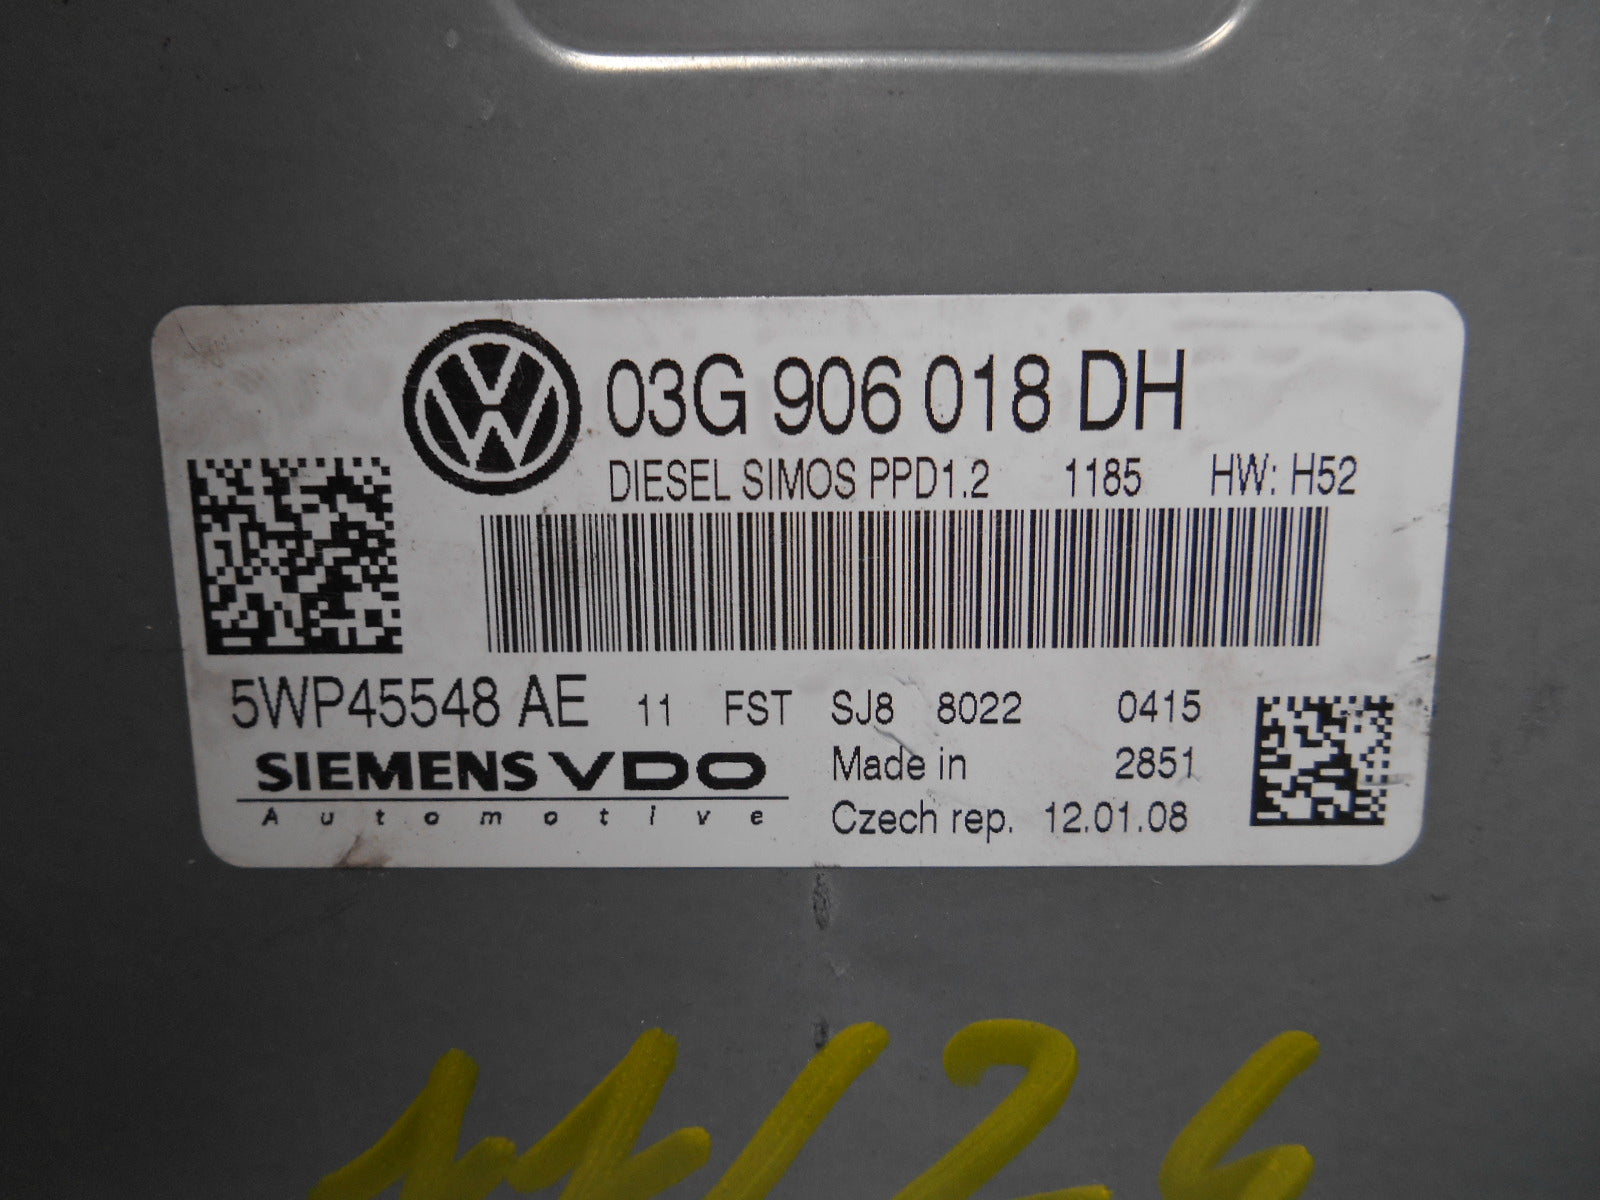 03G 906 018 DH
DIESEL SIMOS PPD1.2 1185 HW: H52
5WP45548 AE 11 FST SJ8 8022 0415
SIEMENS VDO Made in 2851
Automotive Czech rep. 12.01.08